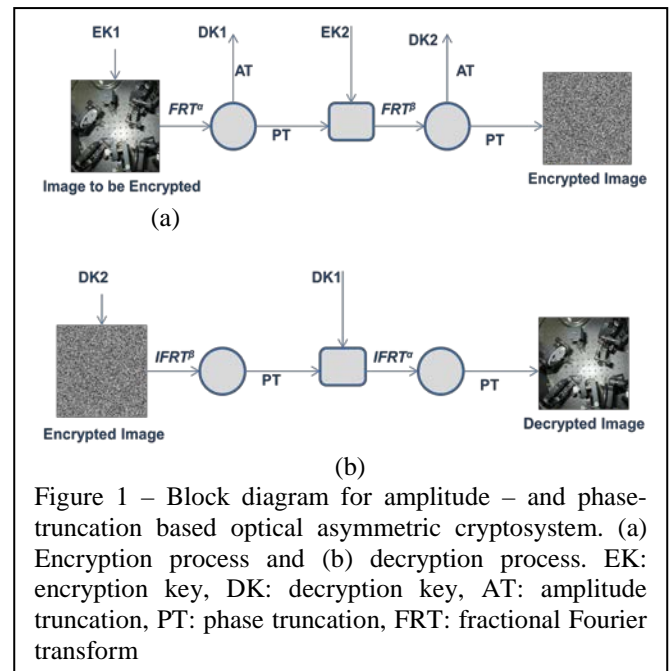 EK1 DK1 EK2 DK2
AT AT
FRTᵅ PT FRTᵝ PT
Image to be Encrypted
Encrypted Image
(a)
DK2 DK1
IFRTᵝ PT IFRTᵅ PT
Encrypted Image
Decrypted Image
(b)
Figure 1 – Block diagram for amplitude – and phase-
truncation based optical asymmetric cryptosystem. (a)
Encryption process and (b) decryption process. EK:
encryption key, DK: decryption key, AT: amplitude
truncation, PT: phase truncation, FRT: fractional Fourier
transform